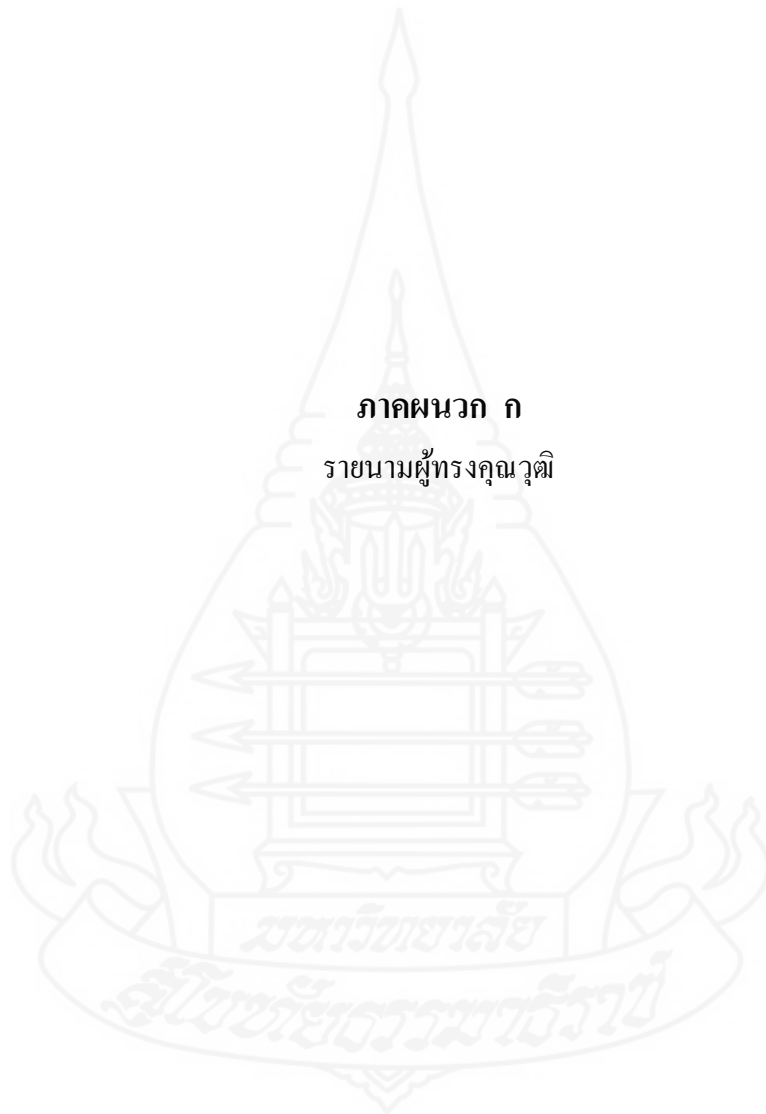 ภาคผนวก ก
รายนามผู้ทรงคุณวุฒิ
มหาวิทยาลัย
สุโขทัยธรรมาธิราช